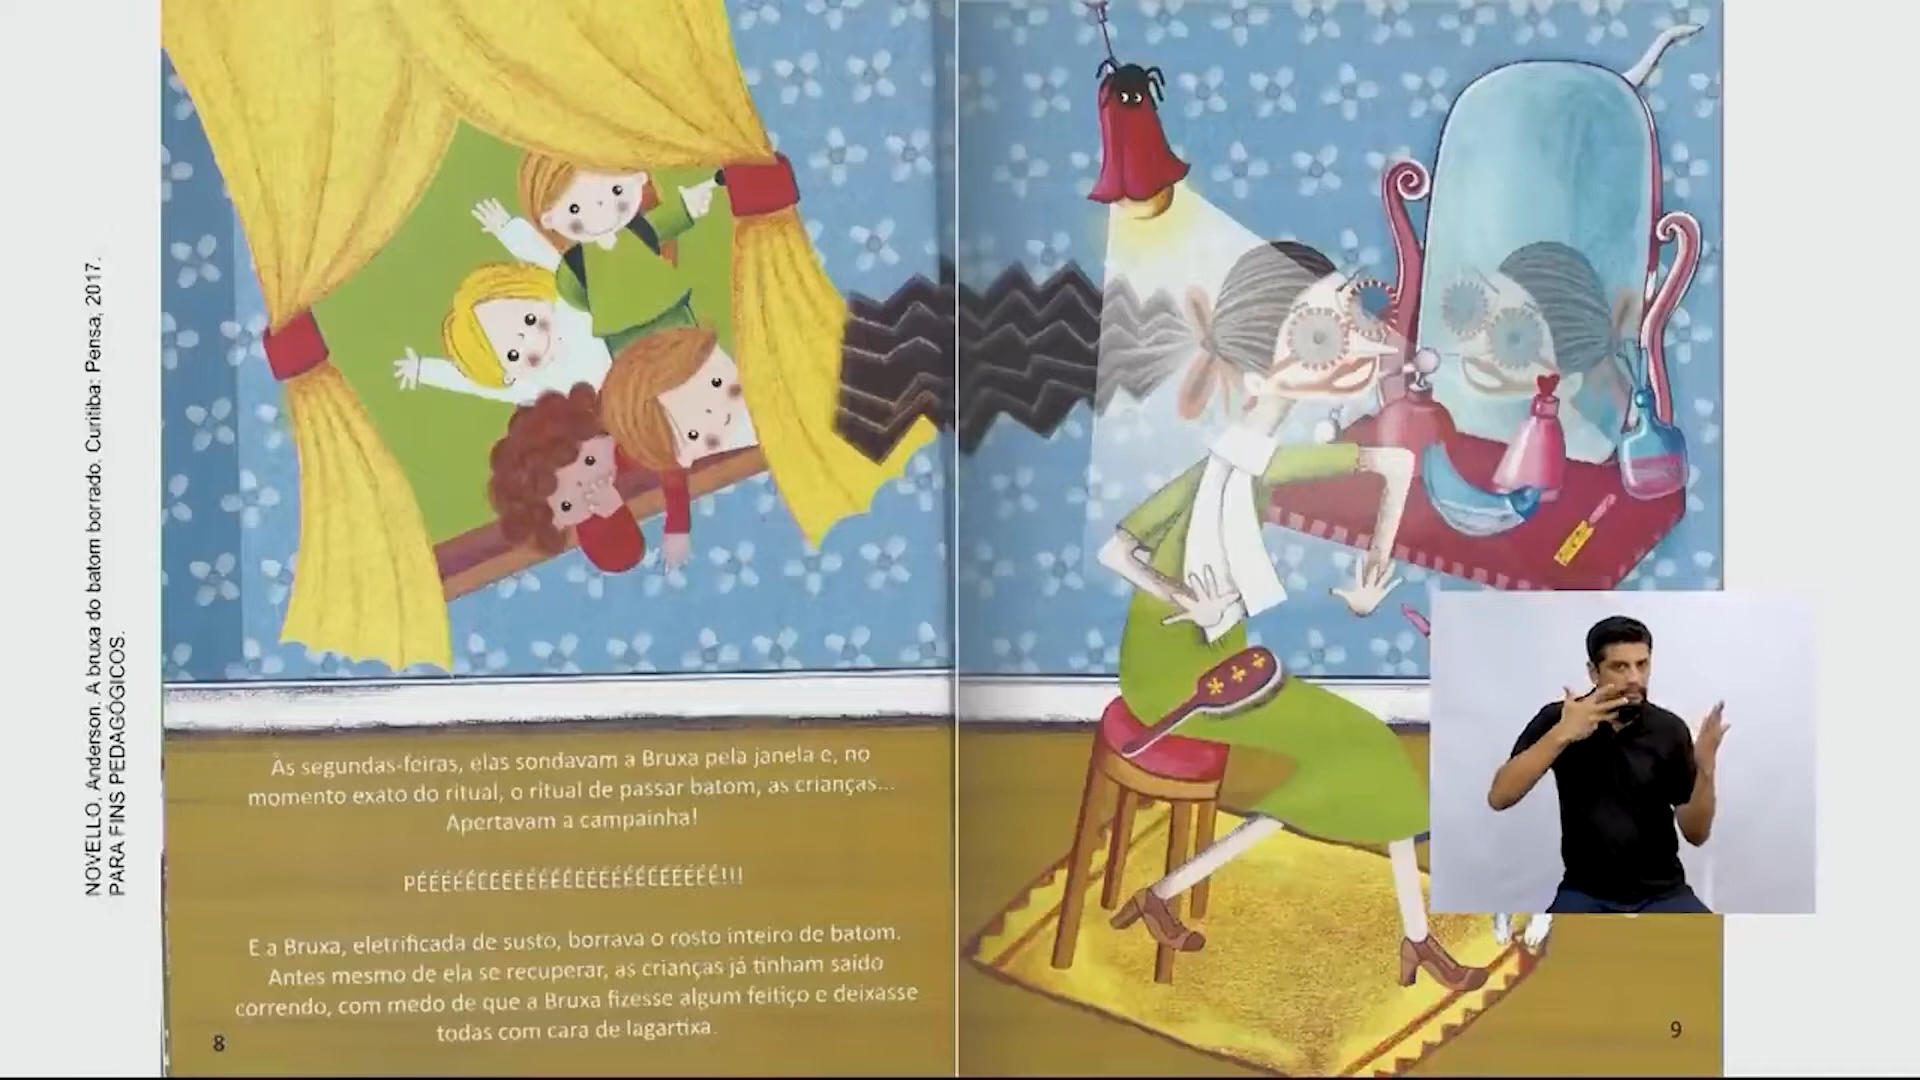 NOVELLO, Anderson. A bruxa do batom borrado. Curitiba: Pensa, 2017.
PARA FINS PEDAGÓGICOS.
Às segundas-feiras, elas sondavam a Bruxa pela janela e, no
momento exato do ritual, o ritual de passar batom, as crianças...
Apertavam a campainha!
PÉÉÉÉÉÉÉÉÉÉÉÉÉÉÉÉÉÉÉÉÉÉÉÉÉ!!!
E a Bruxa, eletrificada de susto, borrava o rosto inteiro de batom.
Antes mesmo de ela se recuperar, as crianças já tinham saído
correndo, com medo de que a Bruxa fizesse algum feitiço e deixasse
todas com cara de lagartixa.
8
9